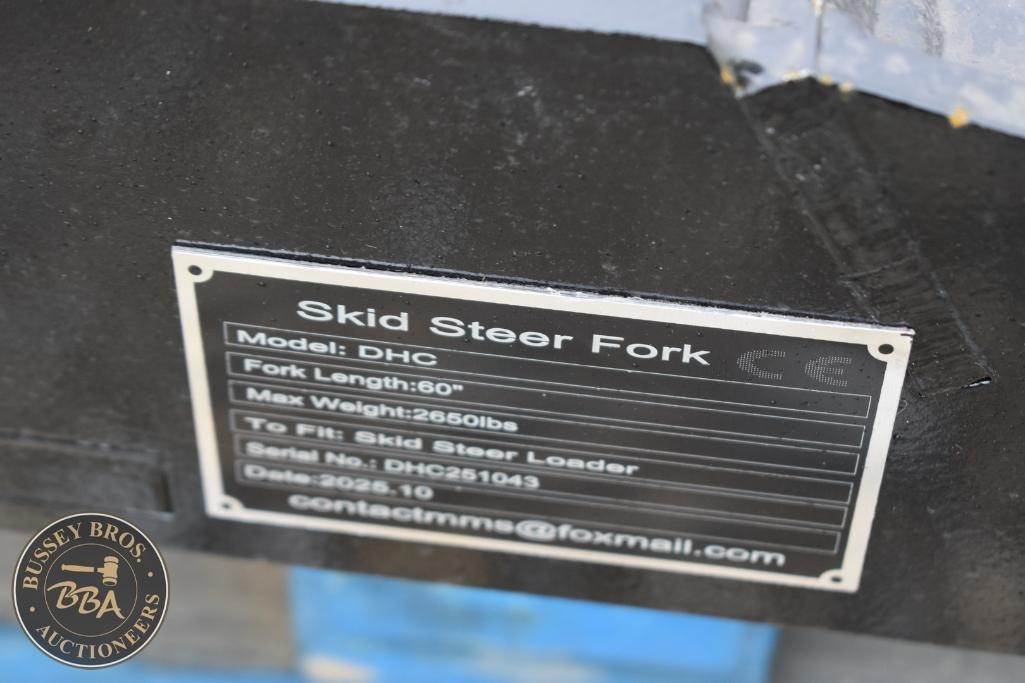 Skid Steer Fork CE
Model: DHC
Fork Length:60"
Max Weight:2650lbs
To Fit: Skid Steer Loader
Serial No.: DHC251043
Date:2025.10
contactmms@foxmail.com
BUSSEY BROS.
BBA
AUCTIONEERS